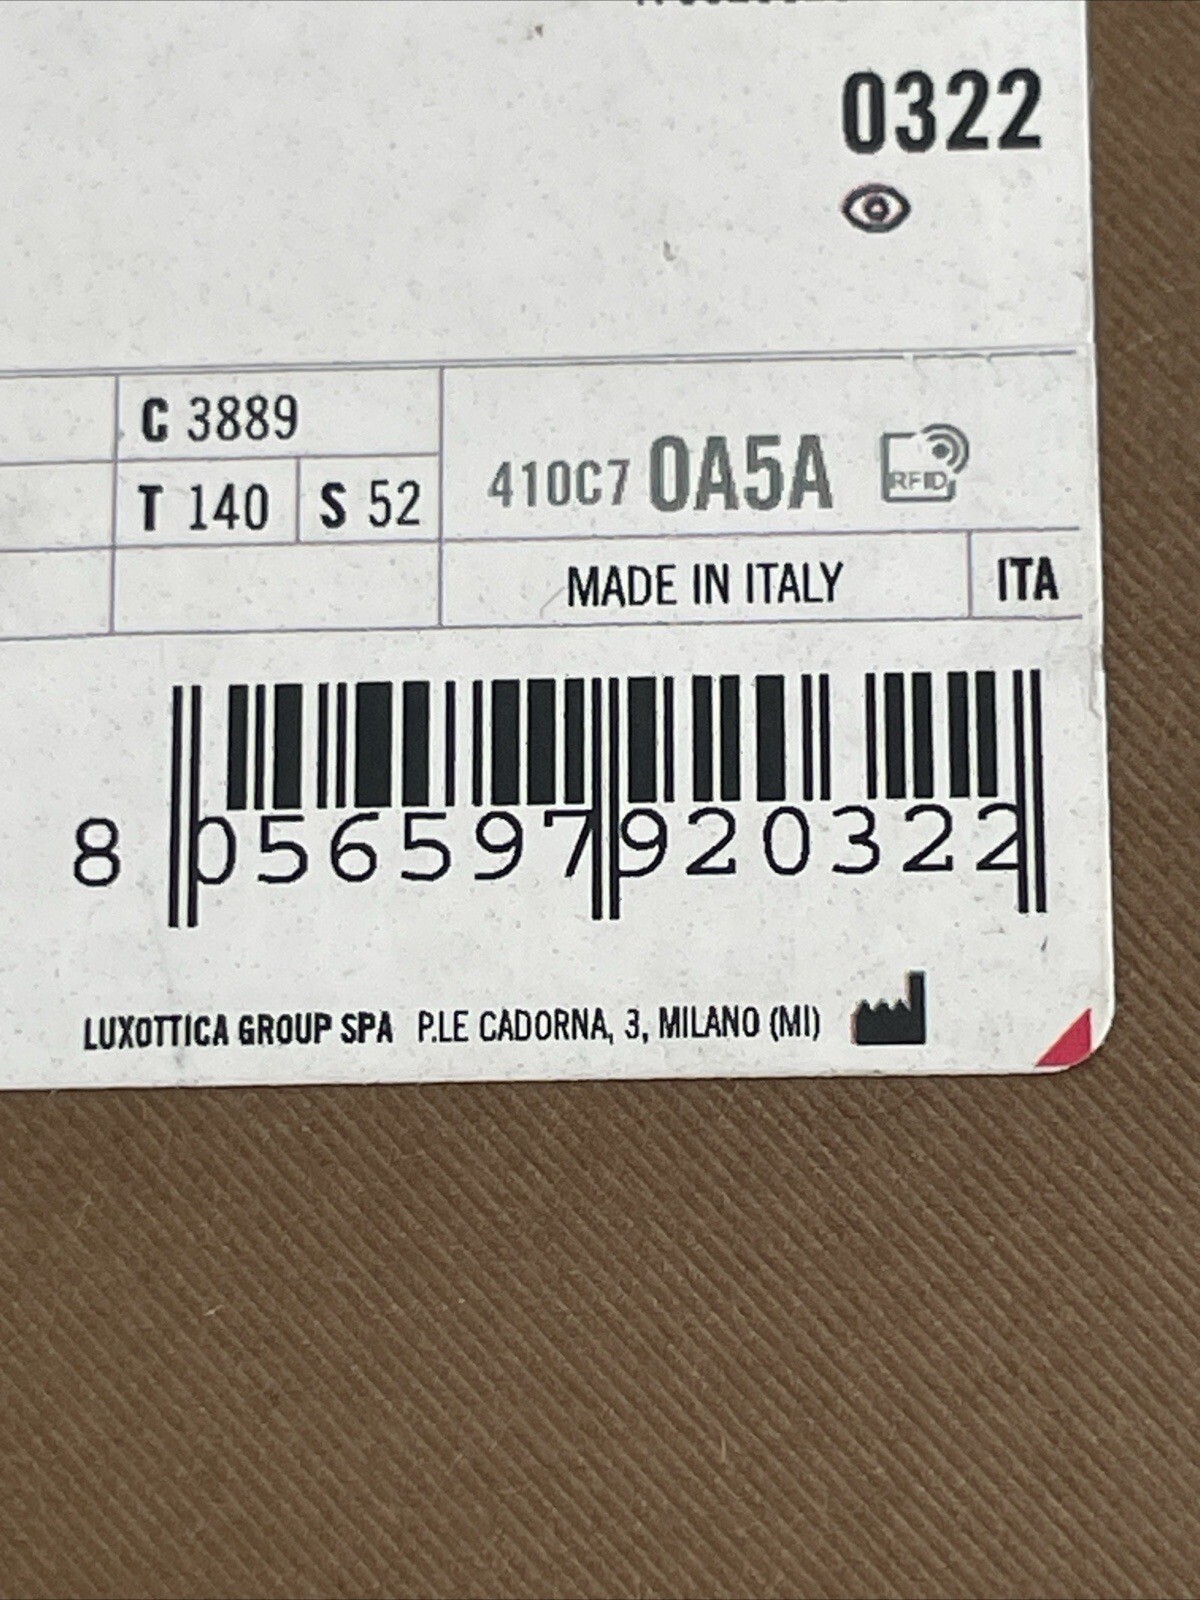 0322
C 3889
410C7 0A5A RFID
T 140 S 52
MADE IN ITALY ITA
8 056597 920322
LUXOTTICA GROUP SPA P.LE CADORNA, 3, MILANO (MI)